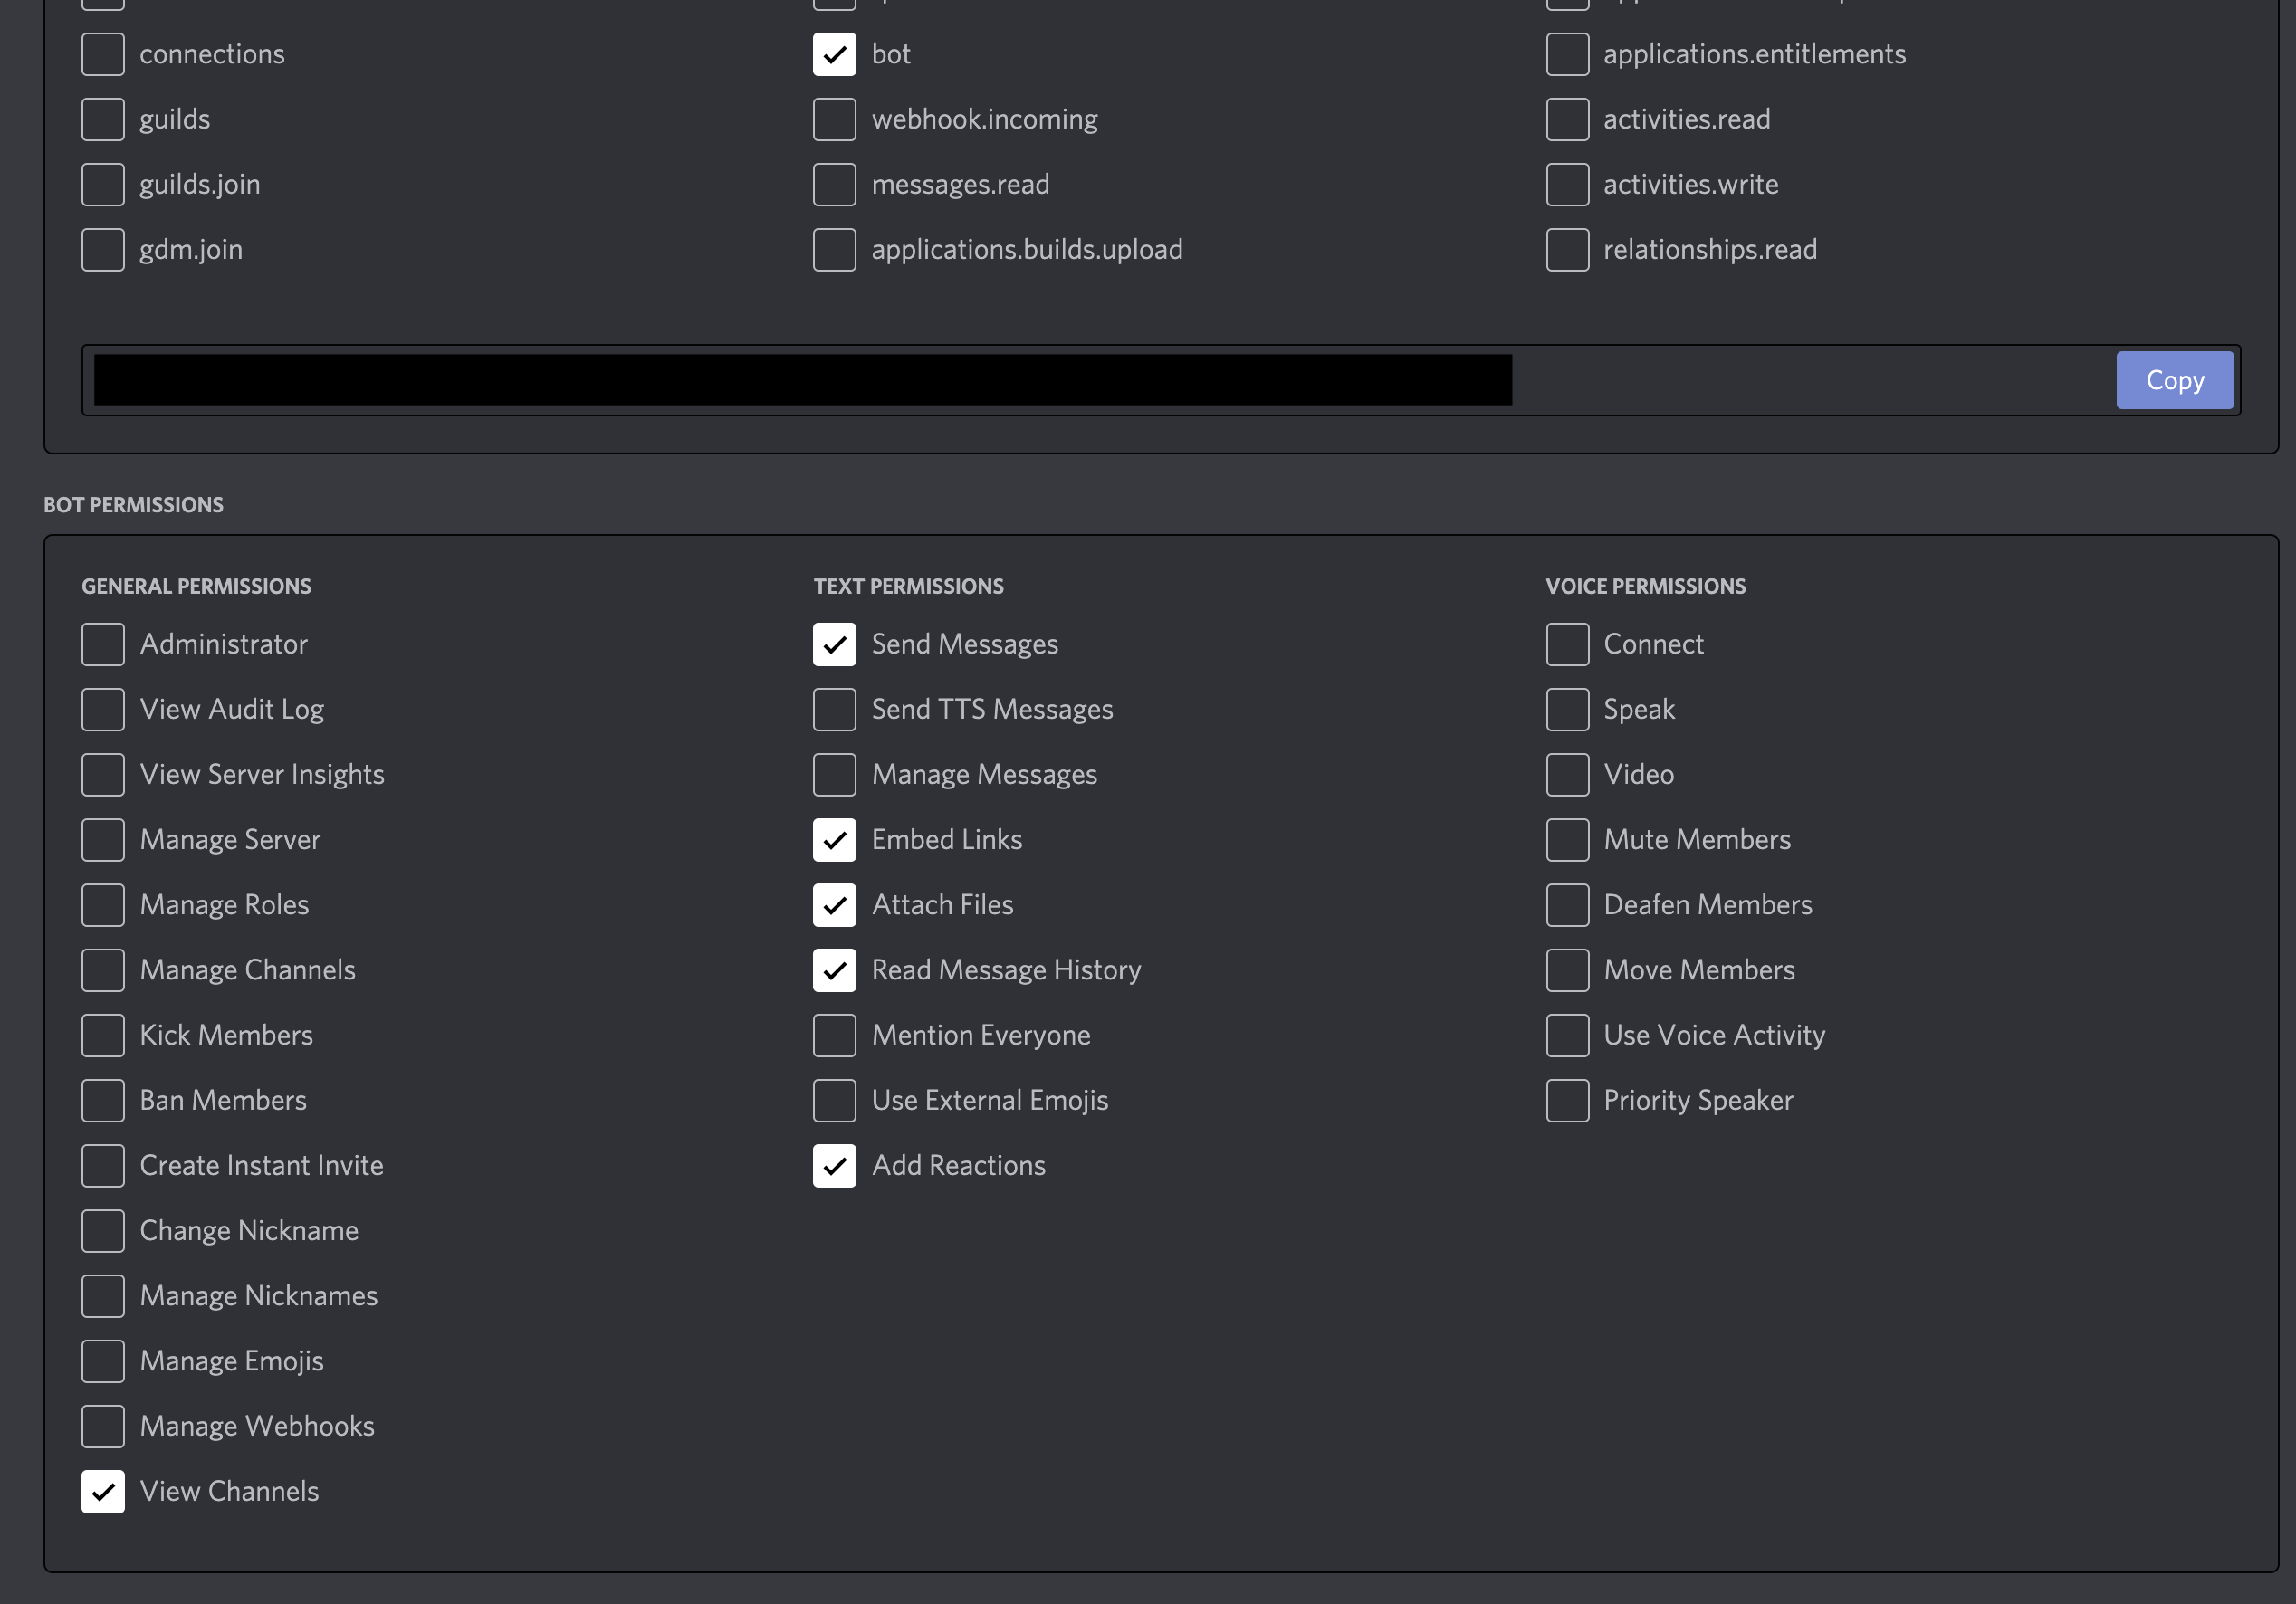 connections
bot
applications.entitlements
guilds
webhook.incoming
activities.read
guilds.join
messages.read
activities.write
gdm.join
applications.builds.upload
relationships.read
Copy
BOT PERMISSIONS
GENERAL PERMISSIONS
Administrator
View Audit Log
View Server Insights
Manage Server
Manage Roles
Manage Channels
Kick Members
Ban Members
Create Instant Invite
Change Nickname
Manage Nicknames
Manage Emojis
Manage Webhooks
View Channels
TEXT PERMISSIONS
Send Messages
Send TTS Messages
Manage Messages
Embed Links
Attach Files
Read Message History
Mention Everyone
Use External Emojis
Add Reactions
VOICE PERMISSIONS
Connect
Speak
Video
Mute Members
Deafen Members
Move Members
Use Voice Activity
Priority Speaker